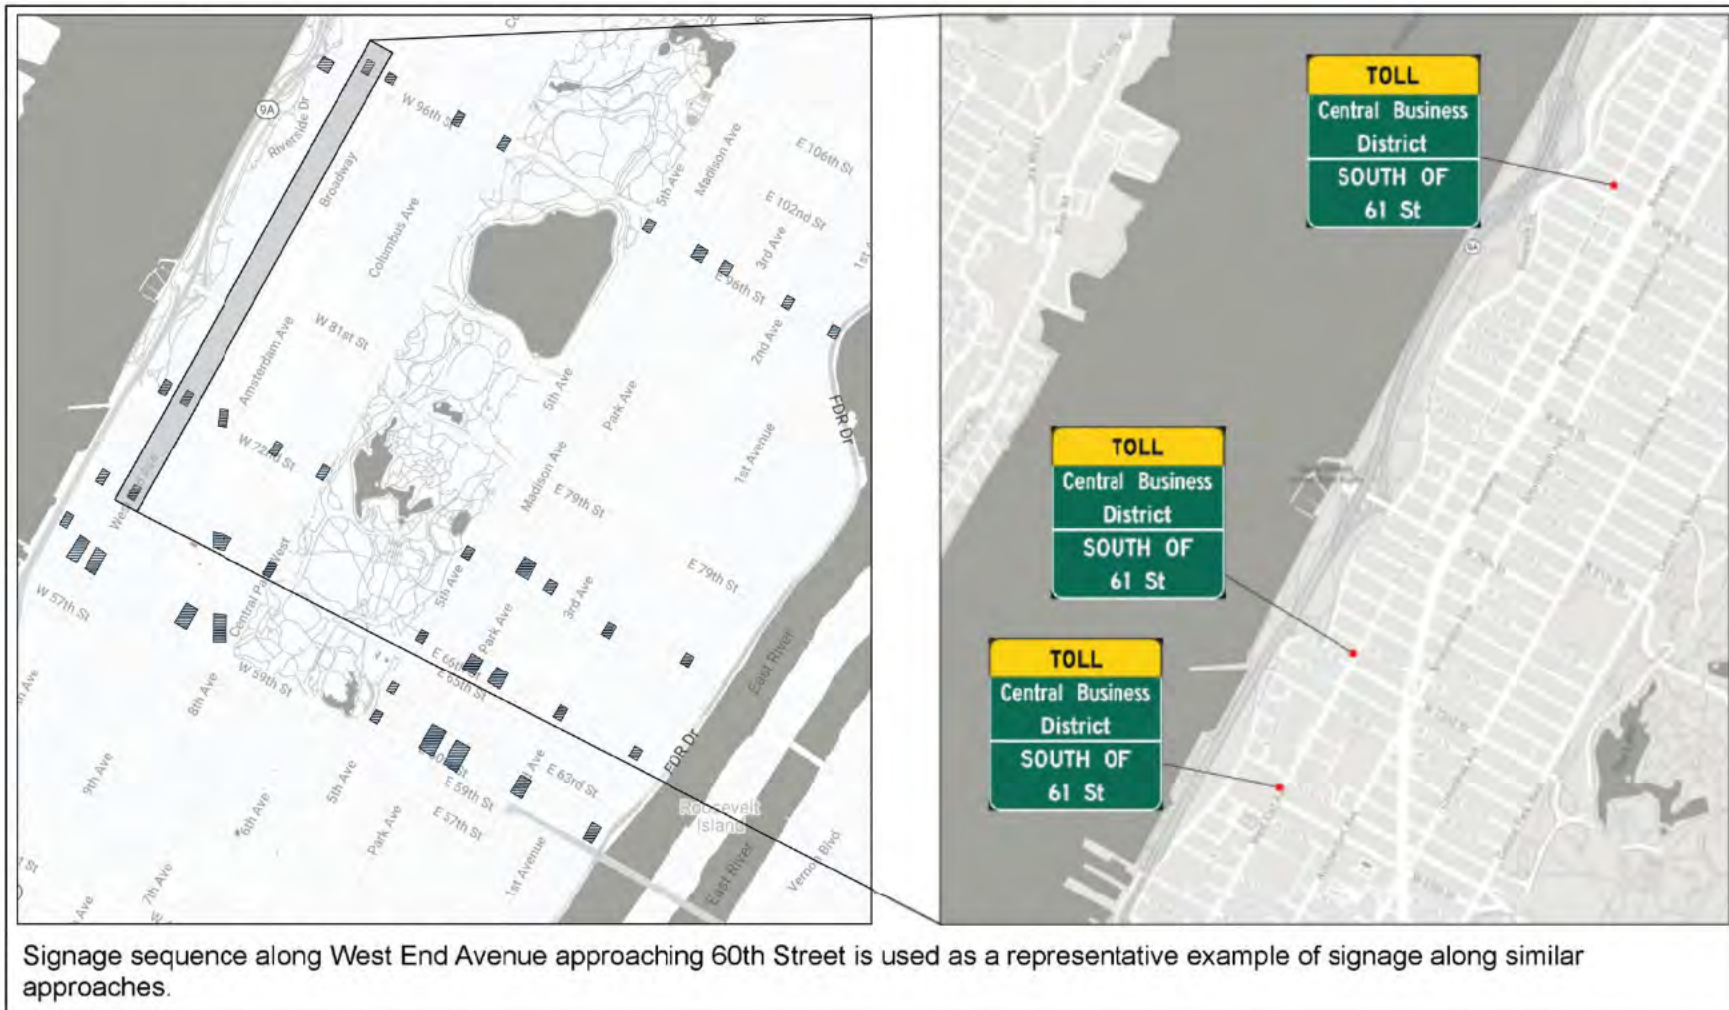 9A
Riverside Dr
Broadway
W 96th St
Columbus Ave
5th Ave
Madison Ave
E 106th St
E 102nd St
3rd Ave
E 96th St
2nd Ave
W 81st St
Amsterdam Ave
W 72nd St
5th Ave
Park Ave
Madison Ave
1st Avenue
FDR Dr
E 79th St
E 79th St
Central Park West
5th Ave
Park Ave
3rd Ave
W 57th St
W 59th St
8th Ave
E 66th St
E 65th St
9th Ave
5th Ave
6th Ave
Park Ave
E 59th St
E 57th St
E 63rd St
FDR Dr
East River
Roosevelt
Island
1st Avenue
East River
Vernon Blvd
7th Ave
TOLL
Central Business
District
SOUTH OF
61 St
TOLL
Central Business
District
SOUTH OF
61 St
TOLL
Central Business
District
SOUTH OF
61 St
Signage sequence along West End Avenue approaching 60th Street is used as a representative example of signage along similar
approaches.